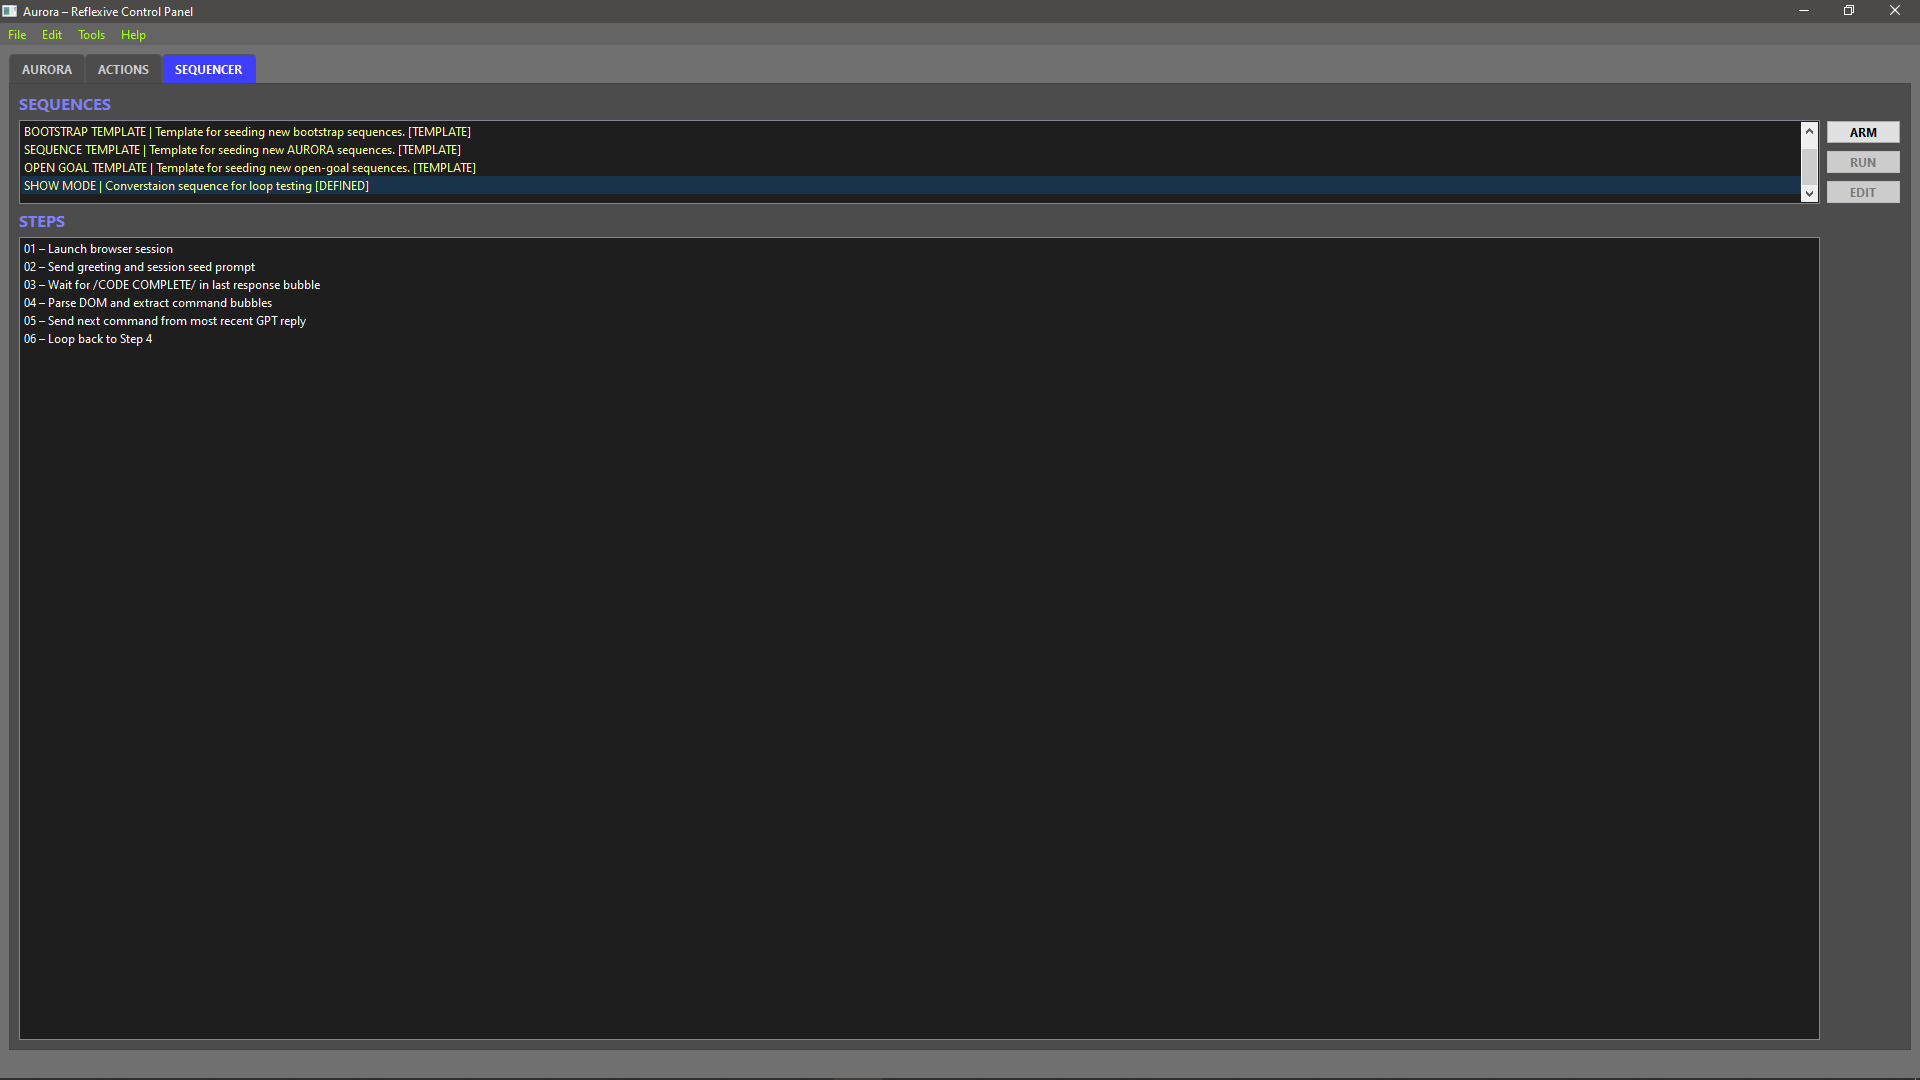 Aurora – Reflexive Control Panel
File Edit Tools Help
AURORA ACTIONS SEQUENCER
SEQUENCES
BOOTSTRAP TEMPLATE | Template for seeding new bootstrap sequences. [TEMPLATE]
SEQUENCE TEMPLATE | Template for seeding new AURORA sequences. [TEMPLATE]
OPEN GOAL TEMPLATE | Template for seeding new open-goal sequences. [TEMPLATE]
SHOW MODE | Converstaion sequence for loop testing [DEFINED]
ARM
RUN
EDIT
STEPS
01 – Launch browser session
02 – Send greeting and session seed prompt
03 – Wait for /CODE COMPLETE/ in last response bubble
04 – Parse DOM and extract command bubbles
05 – Send next command from most recent GPT reply
06 – Loop back to Step 4